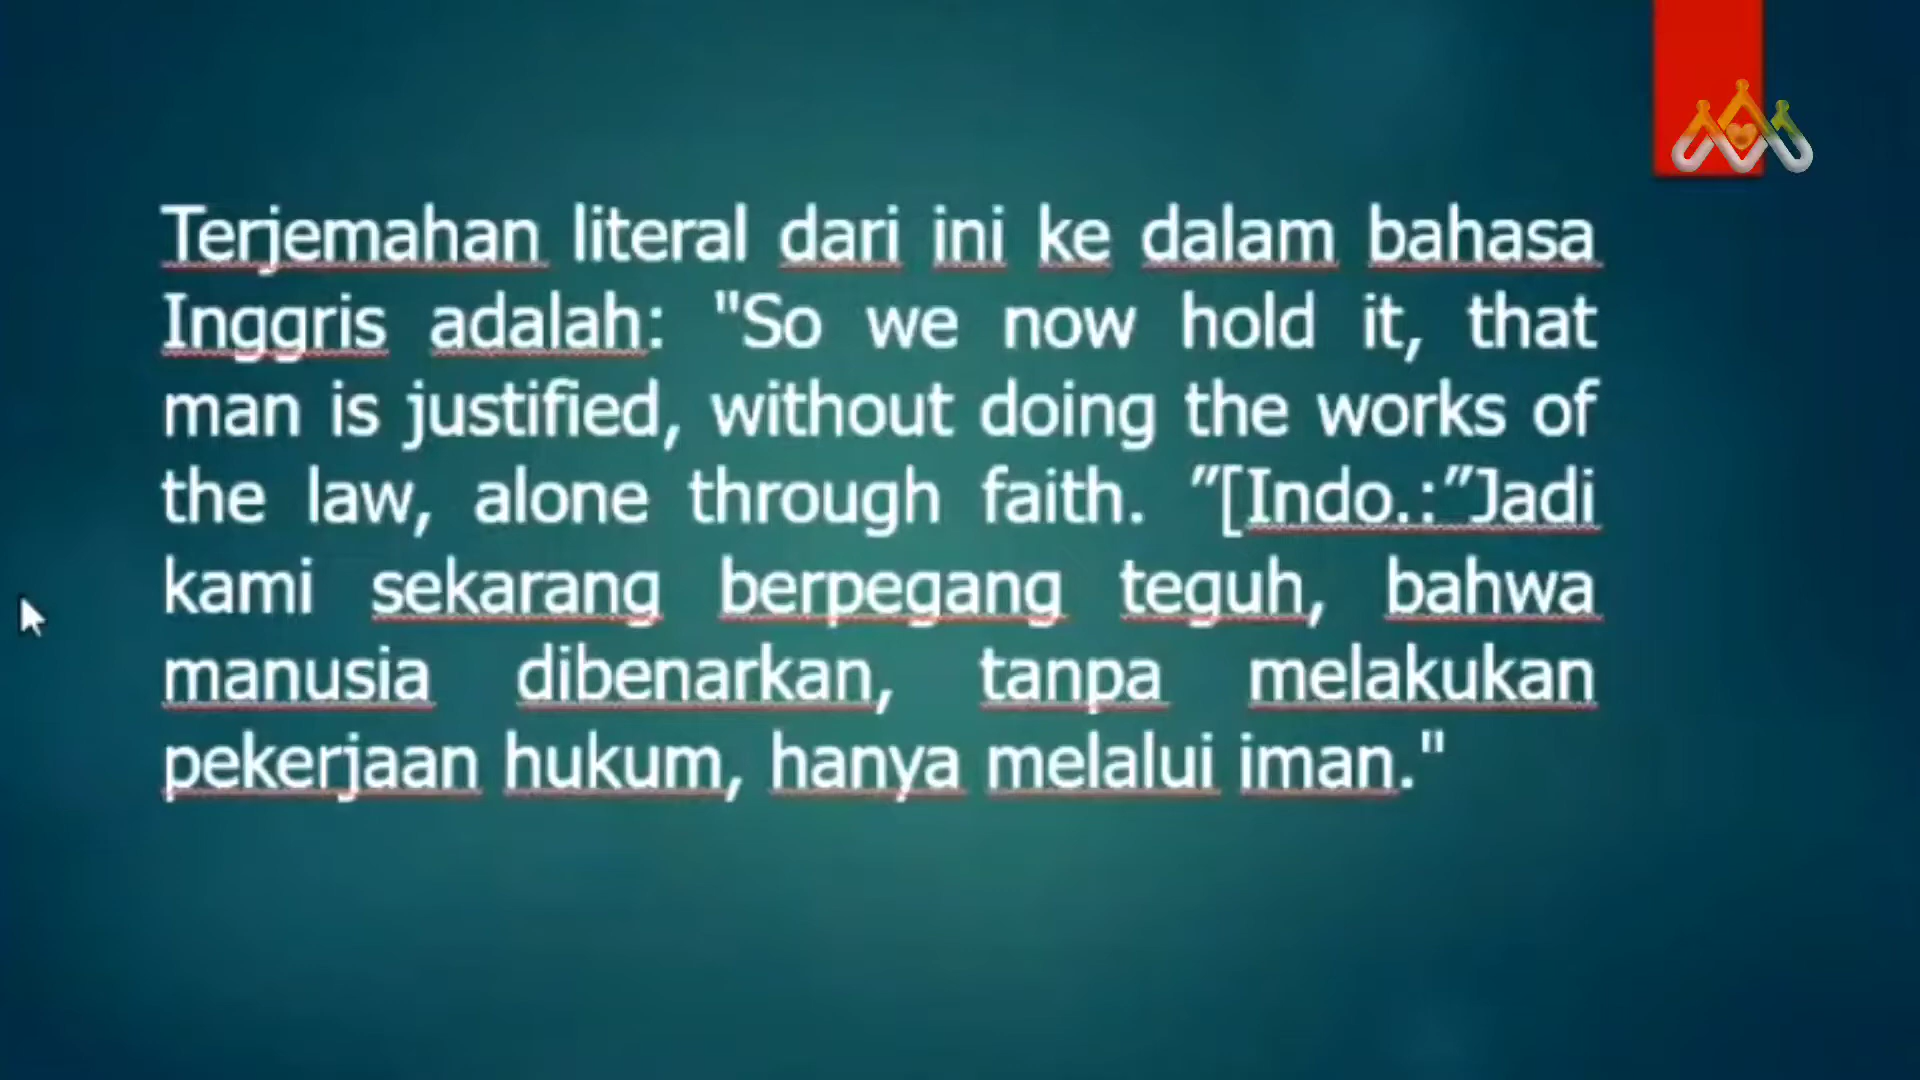 Terjemahan literal dari ini ke dalam bahasa
Inggris adalah: "So we now hold it, that
man is justified, without doing the works of
the law, alone through faith. ”[Indo.:”Jadi
kami sekarang berpegang teguh, bahwa
manusia dibenarkan, tanpa melakukan
pekerjaan hukum, hanya melalui iman."